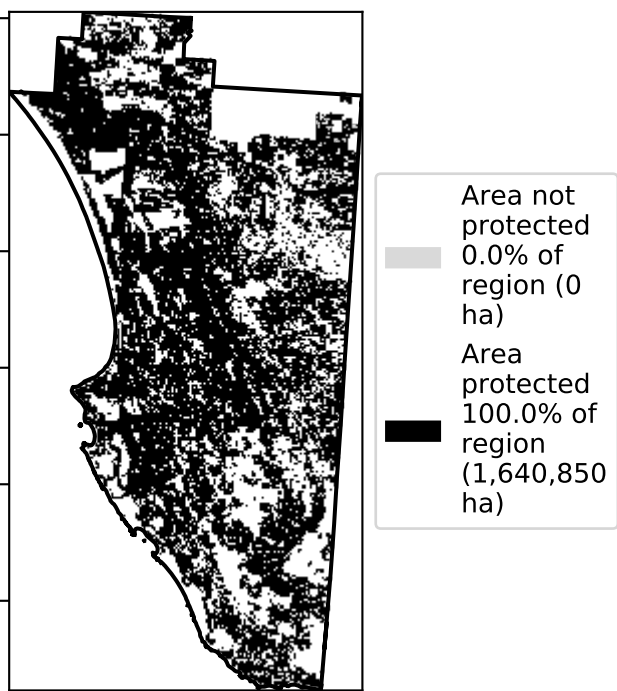 Area not
protected
0.0% of
region (0
ha)
Area
protected
100.0% of
region
(1,640,850
ha)